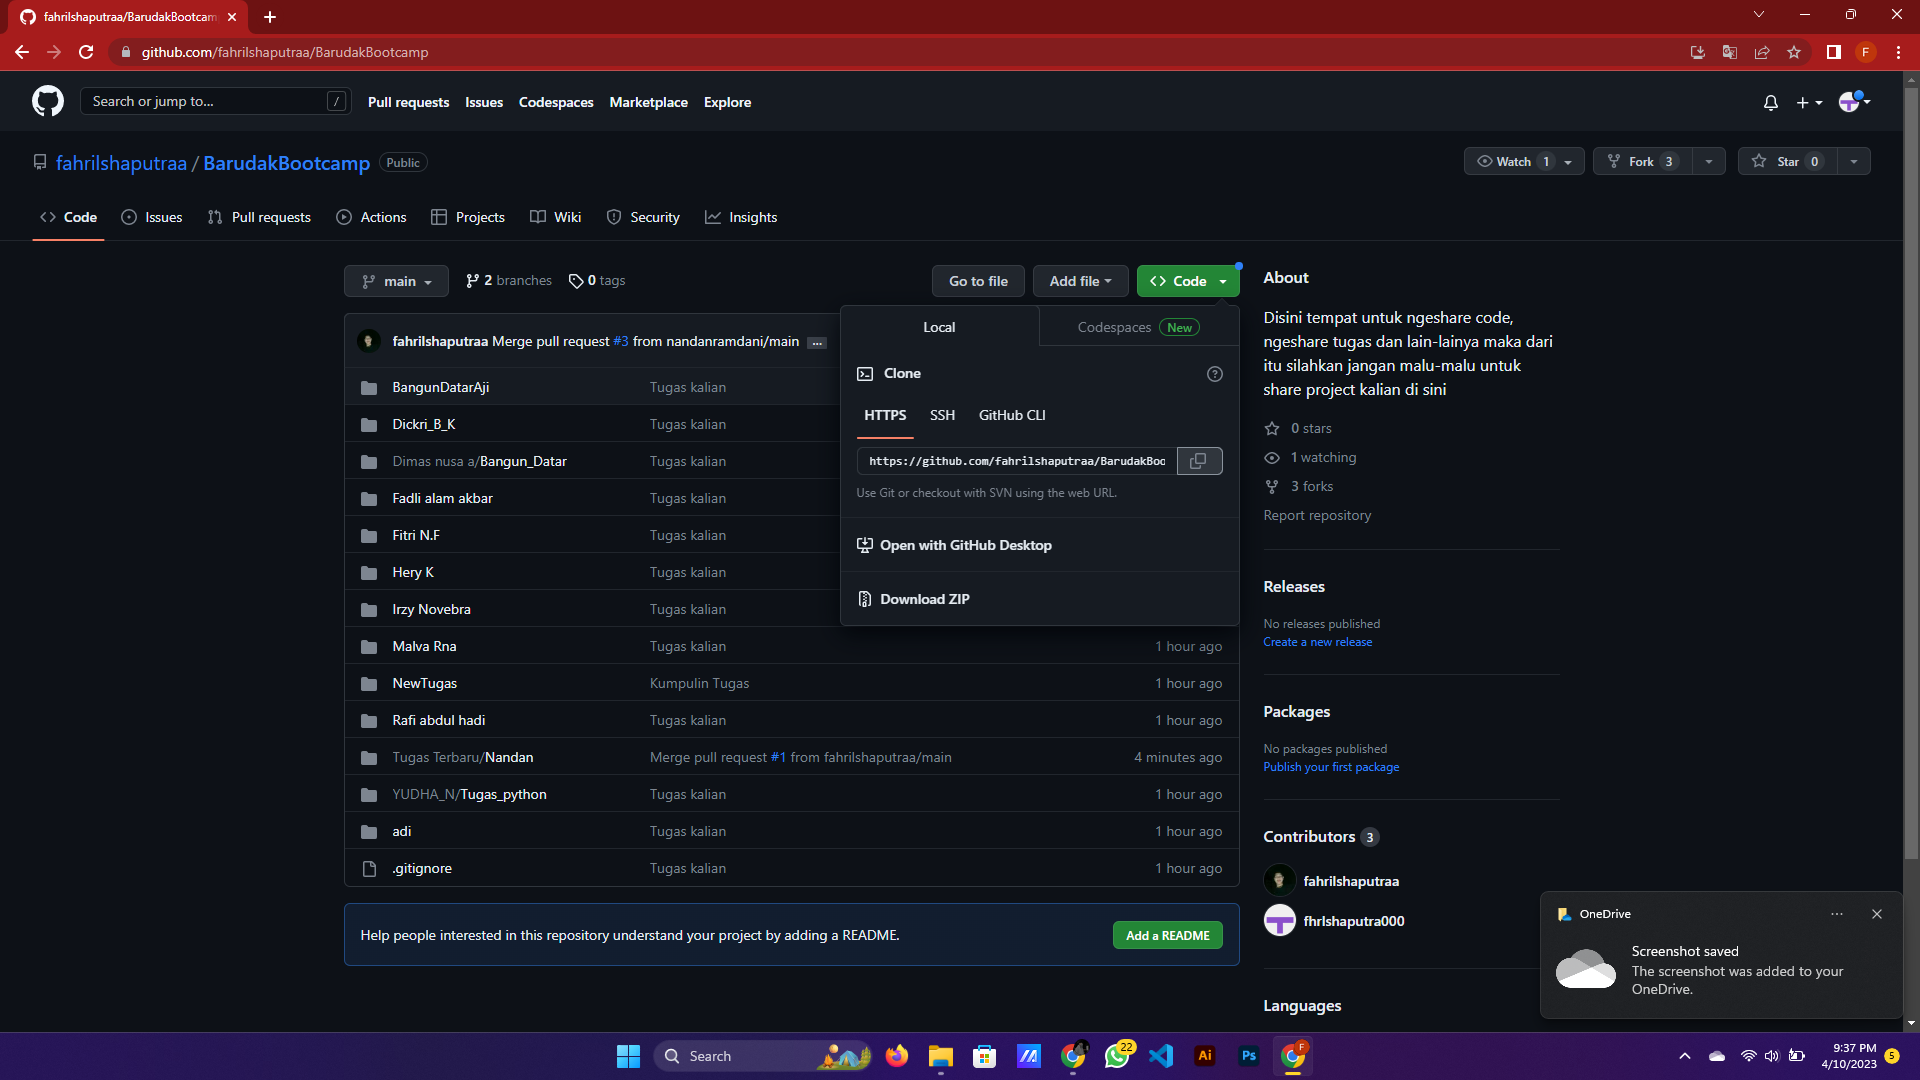 fahrilshaputraa/BarudakBootcam
github.com/fahrilshaputraa/BarudakBootcamp
F
Search or jump to...
/
Pull requests
Issues
Codespaces
Marketplace
Explore
fahrilshaputraa / BarudakBootcamp
Public
Watch 1
Fork 3
Star 0
Code
Issues
Pull requests
Actions
Projects
Wiki
Security
Insights
main
2 branches
0 tags
Go to file
Add file
Code
fahrilshaputraa Merge pull request #3 from nandanramdani/main ...
BangunDatarAji Tugas kalian
Dickri_B_K Tugas kalian
Dimas nusa a/Bangun_Datar Tugas kalian
Fadli alam akbar Tugas kalian
Fitri N.F Tugas kalian
Hery K Tugas kalian
Irzy Novebra Tugas kalian
Malva Rna Tugas kalian 1 hour ago
NewTugas Kumpulin Tugas 1 hour ago
Rafi abdul hadi Tugas kalian 1 hour ago
Tugas Terbaru/Nandan Merge pull request #1 from fahrilshaputraa/main 4 minutes ago
YUDHA_N/Tugas_python Tugas kalian 1 hour ago
adi Tugas kalian 1 hour ago
.gitignore Tugas kalian 1 hour ago
Local
Codespaces New
Clone
HTTPS
SSH
GitHub CLI
https://github.com/fahrilshaputraa/BarudakBoo
Use Git or checkout with SVN using the web URL.
Open with GitHub Desktop
Download ZIP
Help people interested in this repository understand your project by adding a README.
Add a README
About
Disini tempat untuk ngeshare code,
ngeshare tugas dan lain-lainya maka dari
itu silahkan jangan malu-malu untuk
share project kalian di sini
0 stars
1 watching
3 forks
Report repository
Releases
No releases published
Create a new release
Packages
No packages published
Publish your first package
Contributors 3
fahrilshaputraa
fhrlshaputra000
Languages
OneDrive
Screenshot saved
The screenshot was added to your
OneDrive.
Search
22
Ai
Ps
F
9:37 PM
4/10/2023
5